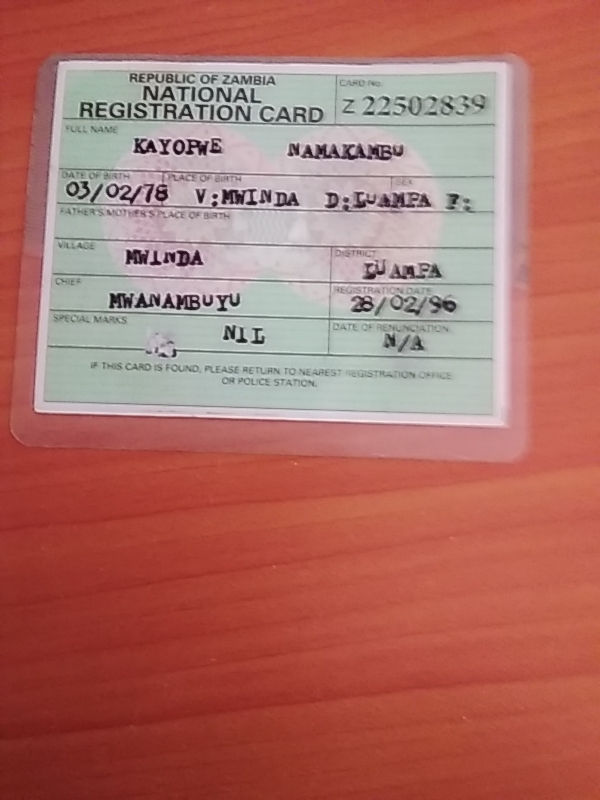 REPUBLIC OF ZAMBIA
NATIONAL
REGISTRATION CARD
CARD No.
Z 22502839
FULL NAME
KAYOPWE NAMAKAMBU
DATE OF BIRTH PLACE OF BIRTH SEX
03/02/78 V:MWINDA D:LUAMPA F:
FATHER'S/MOTHER'S PLACE OF BIRTH
VILLAGE
MWINDA
DISTRICT
LUAMPA
CHIEF
MWANAMBUYU
REGISTRATION DATE
28/02/96
SPECIAL MARKS
NIL
DATE OF RENUNCIATION
N/A
IF THIS CARD IS FOUND, PLEASE RETURN TO NEAREST REGISTRATION OFFICE
OR POLICE STATION.